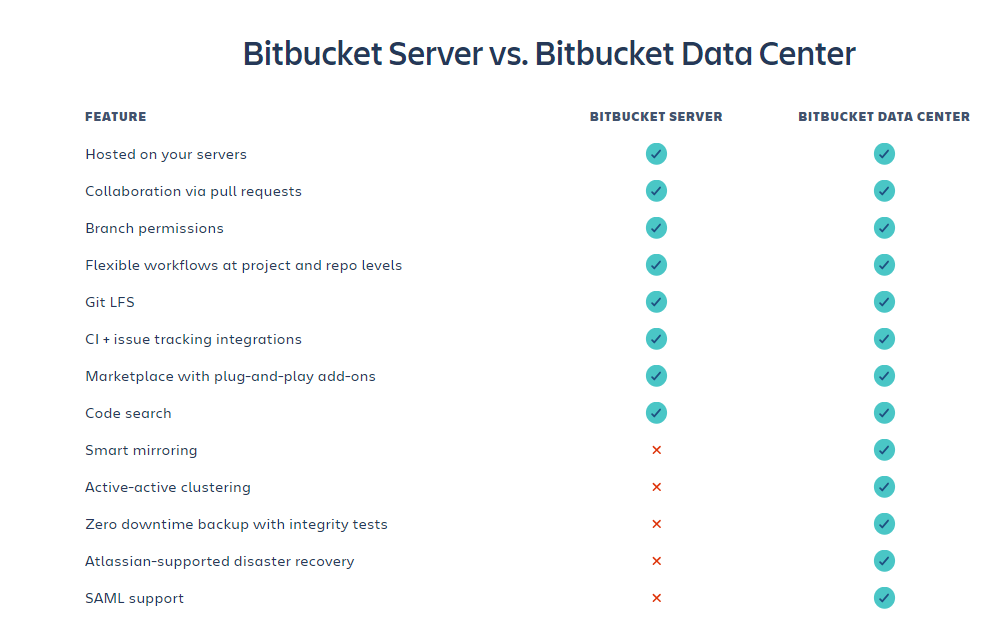 Bitbucket Server vs. Bitbucket Data Center
FEATURE BITBUCKET SERVER BITBUCKET DATA CENTER
Hosted on your servers
Collaboration via pull requests
Branch permissions
Flexible workflows at project and repo levels
Git LFS
CI + issue tracking integrations
Marketplace with plug-and-play add-ons
Code search
Smart mirroring
Active-active clustering
Zero downtime backup with integrity tests
Atlassian-supported disaster recovery
SAML support